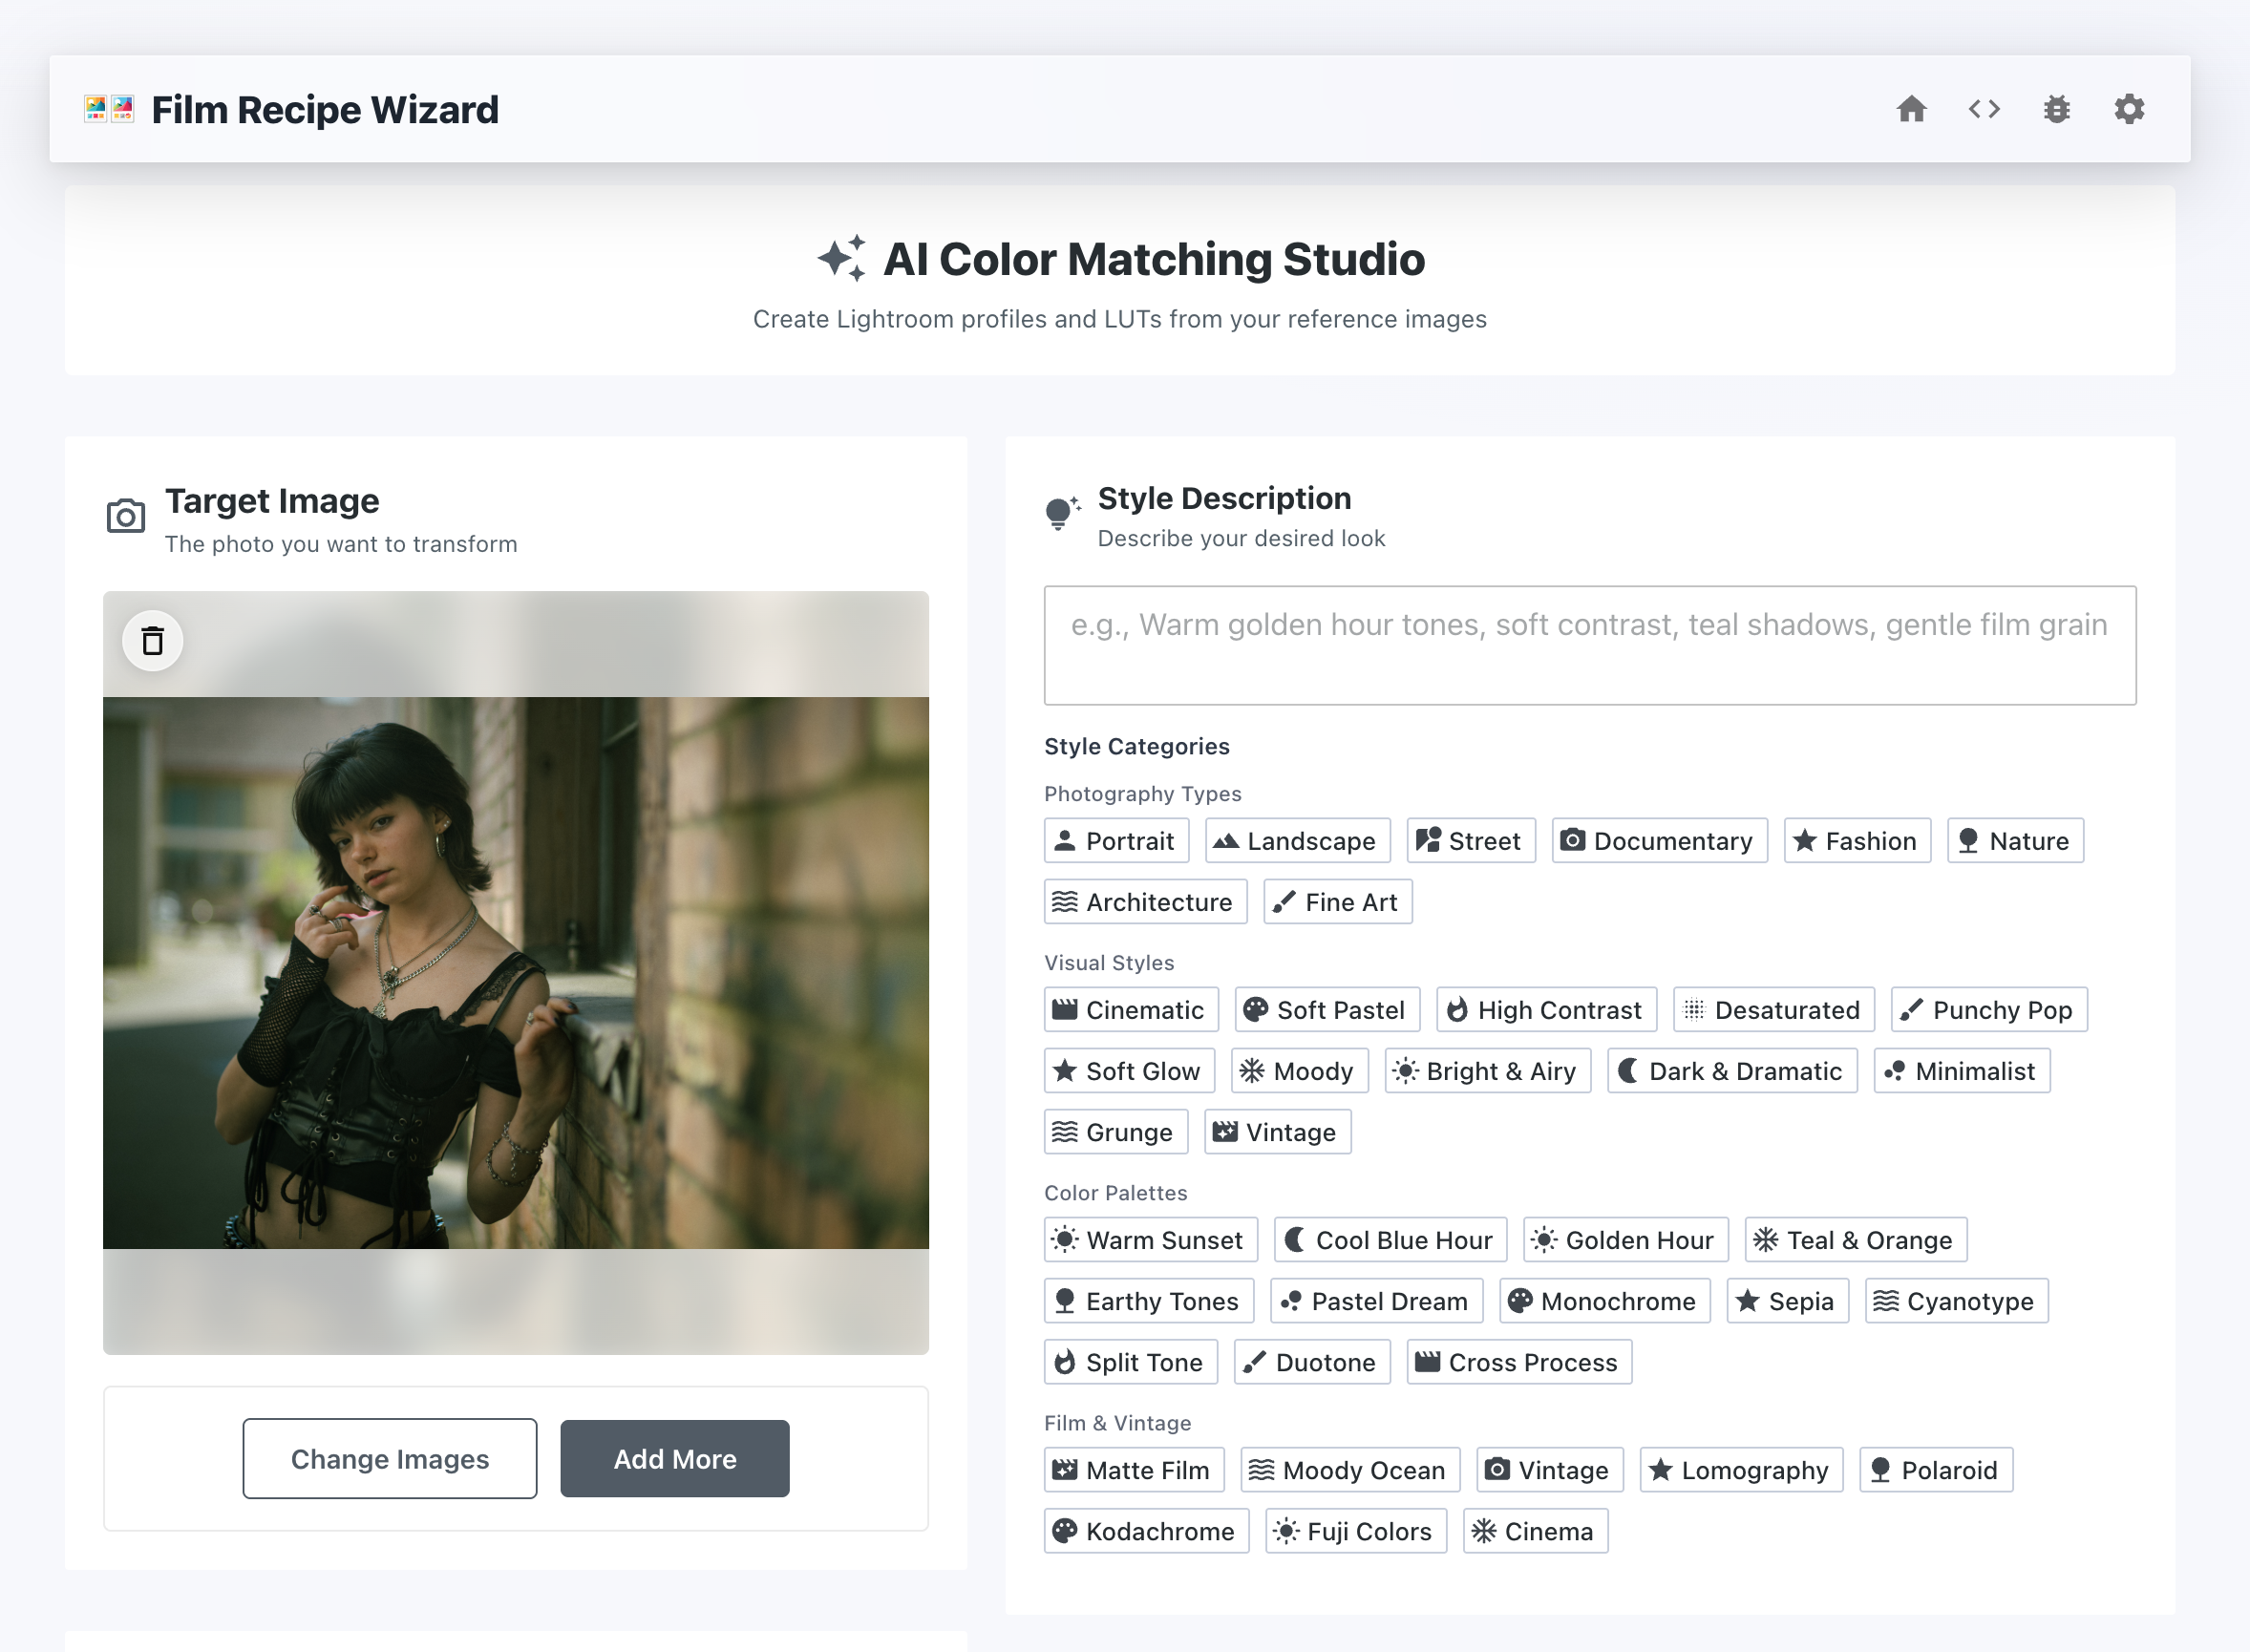 Film Recipe Wizard
AI Color Matching Studio
Create Lightroom profiles and LUTs from your reference images
Target Image
The photo you want to transform
Change Images
Add More
Style Description
Describe your desired look
e.g., Warm golden hour tones, soft contrast, teal shadows, gentle film grain
Style Categories
Photography Types
Portrait Landscape Street Documentary Fashion Nature
Architecture Fine Art
Visual Styles
Cinematic Soft Pastel High Contrast Desaturated Punchy Pop
Soft Glow Moody Bright & Airy Dark & Dramatic Minimalist
Grunge Vintage
Color Palettes
Warm Sunset Cool Blue Hour Golden Hour Teal & Orange
Earthy Tones Pastel Dream Monochrome Sepia Cyanotype
Split Tone Duotone Cross Process
Film & Vintage
Matte Film Moody Ocean Vintage Lomography Polaroid
Kodachrome Fuji Colors Cinema